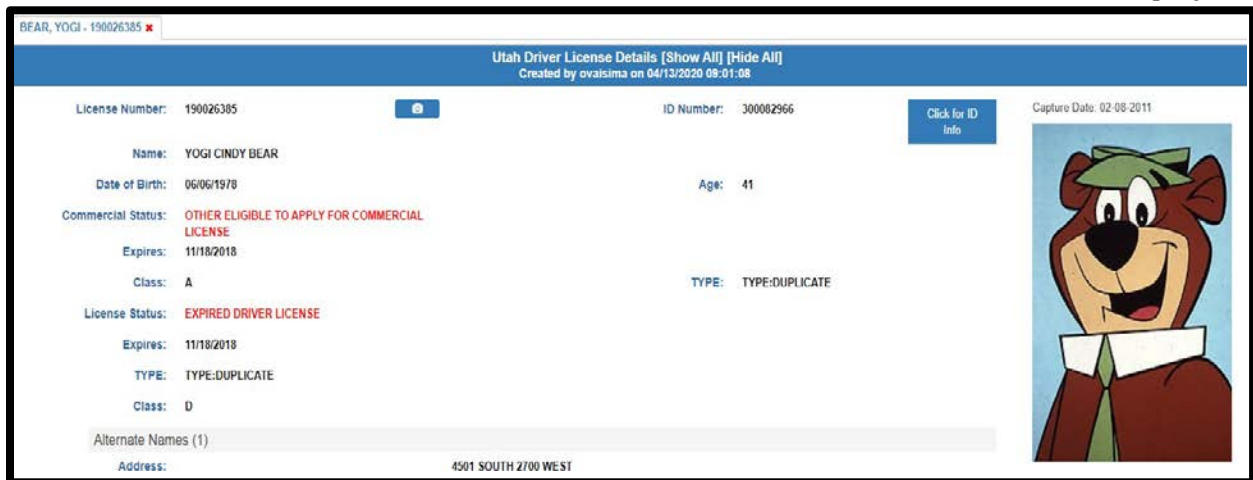 BEAR, YOGI - 190026385 ✖
Utah Driver License Details [Show All] [Hide All]
Created by ovaisima on 04/13/2020 09:01:08
License Number: 190026385 ID Number: 300082966 Click for ID Info Capture Date: 02-08-2011
Name: YOGI CINDY BEAR
Date of Birth: 06/06/1978 Age: 41
Commercial Status: OTHER ELIGIBLE TO APPLY FOR COMMERCIAL
LICENSE
Expires: 11/18/2018
Class: A TYPE: TYPE:DUPLICATE
License Status: EXPIRED DRIVER LICENSE
Expires: 11/18/2018
TYPE: TYPE:DUPLICATE
Class: D
Alternate Names (1)
Address: 4501 SOUTH 2700 WEST